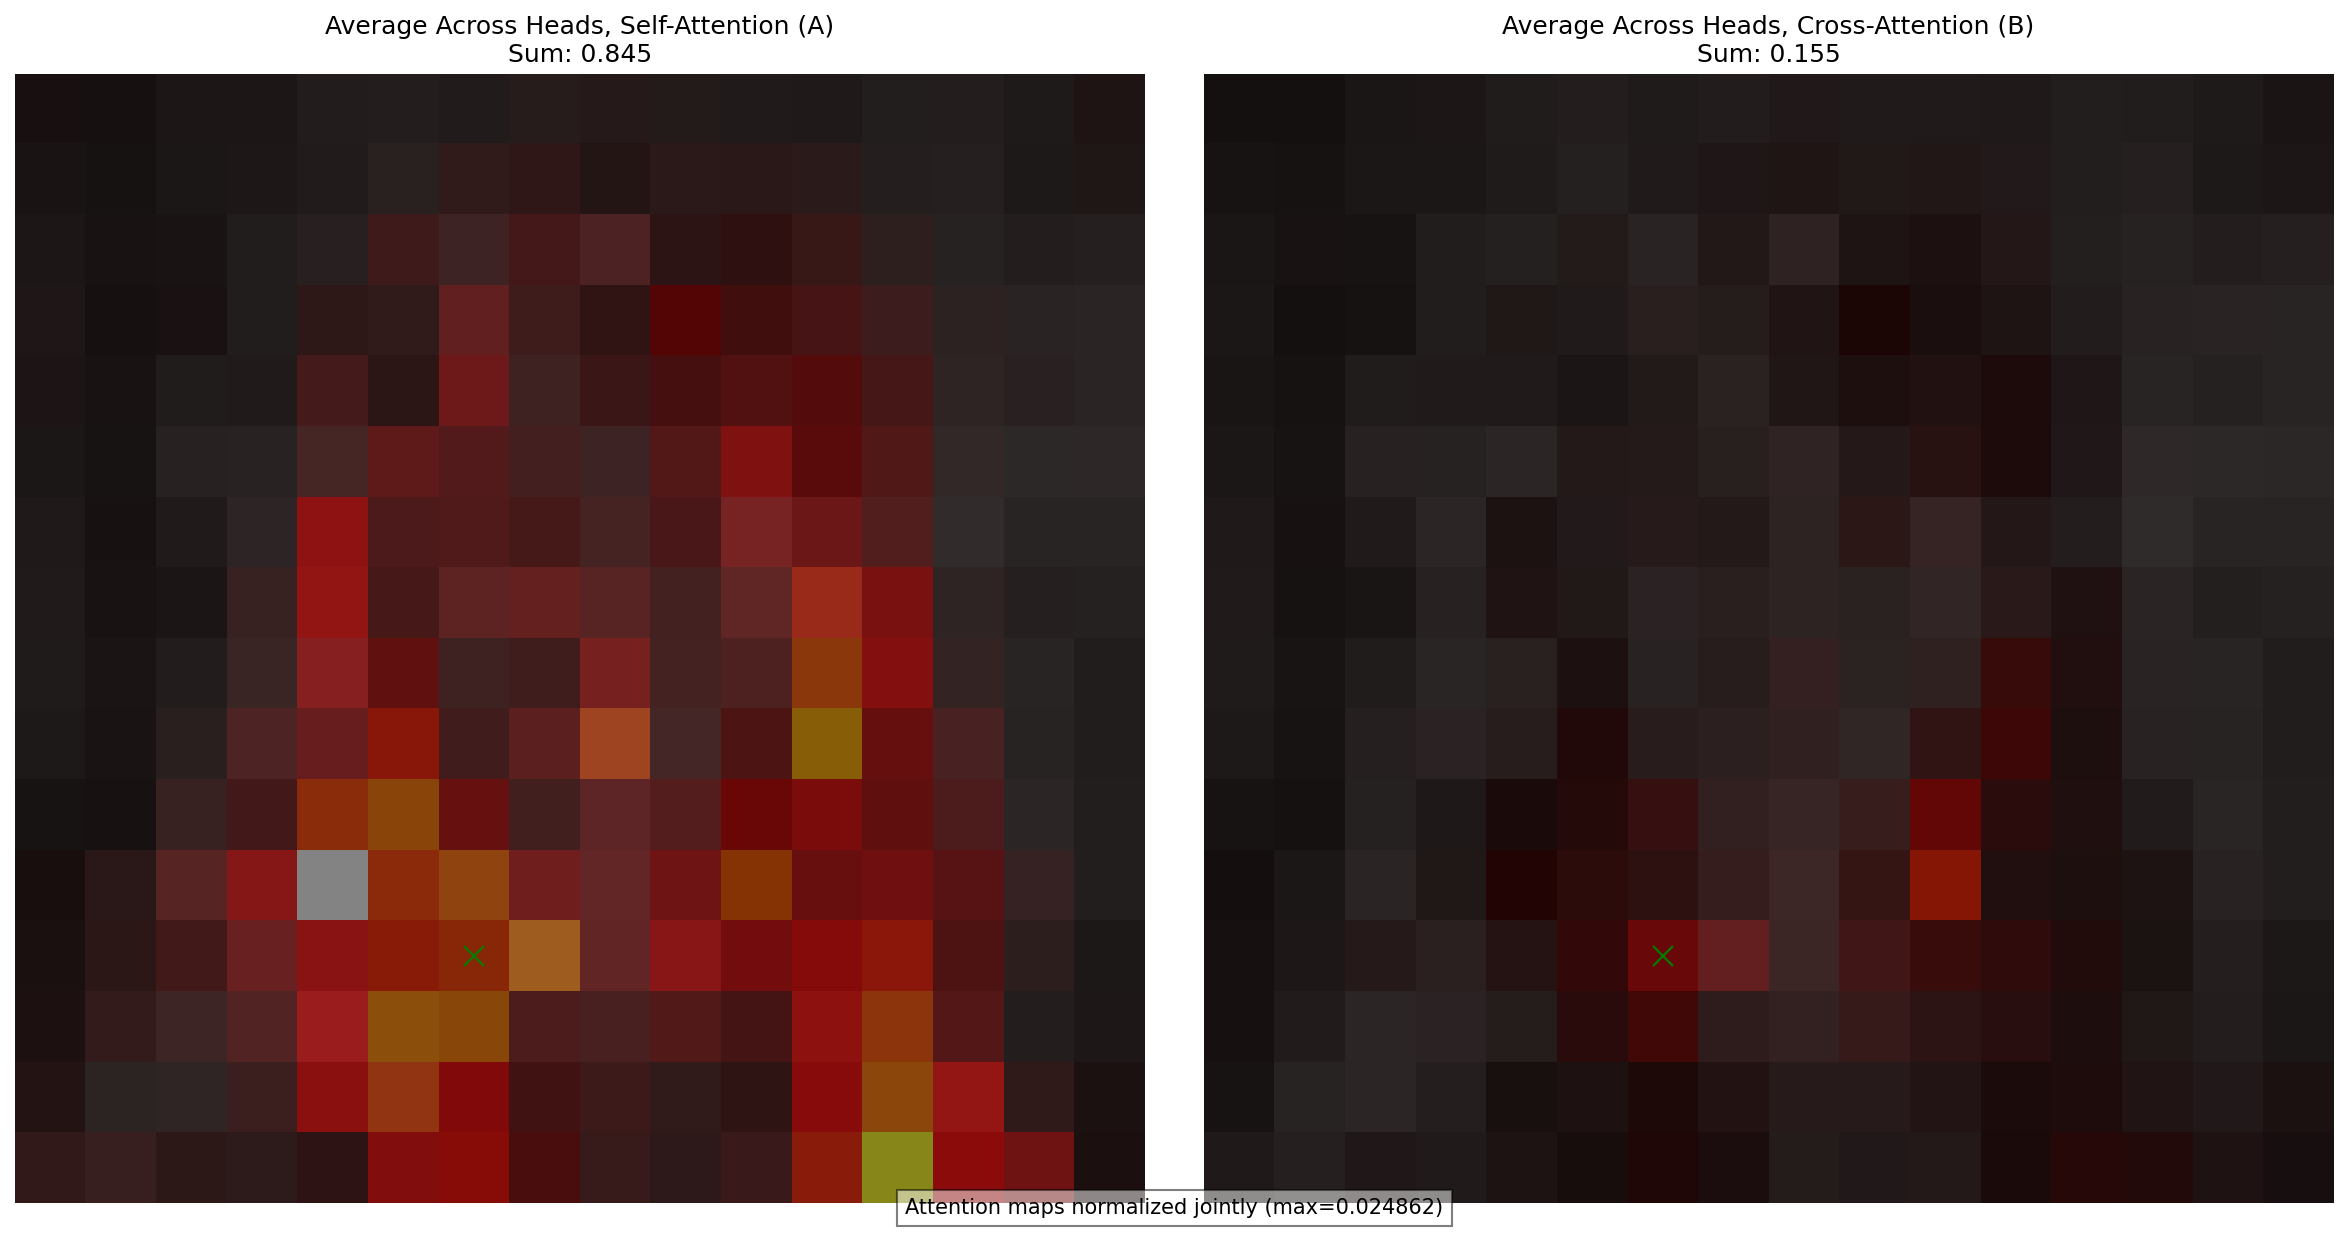 Average Across Heads, Self-Attention (A)
Sum: 0.845
Average Across Heads, Cross-Attention (B)
Sum: 0.155
Attention maps normalized jointly (max=0.024862)